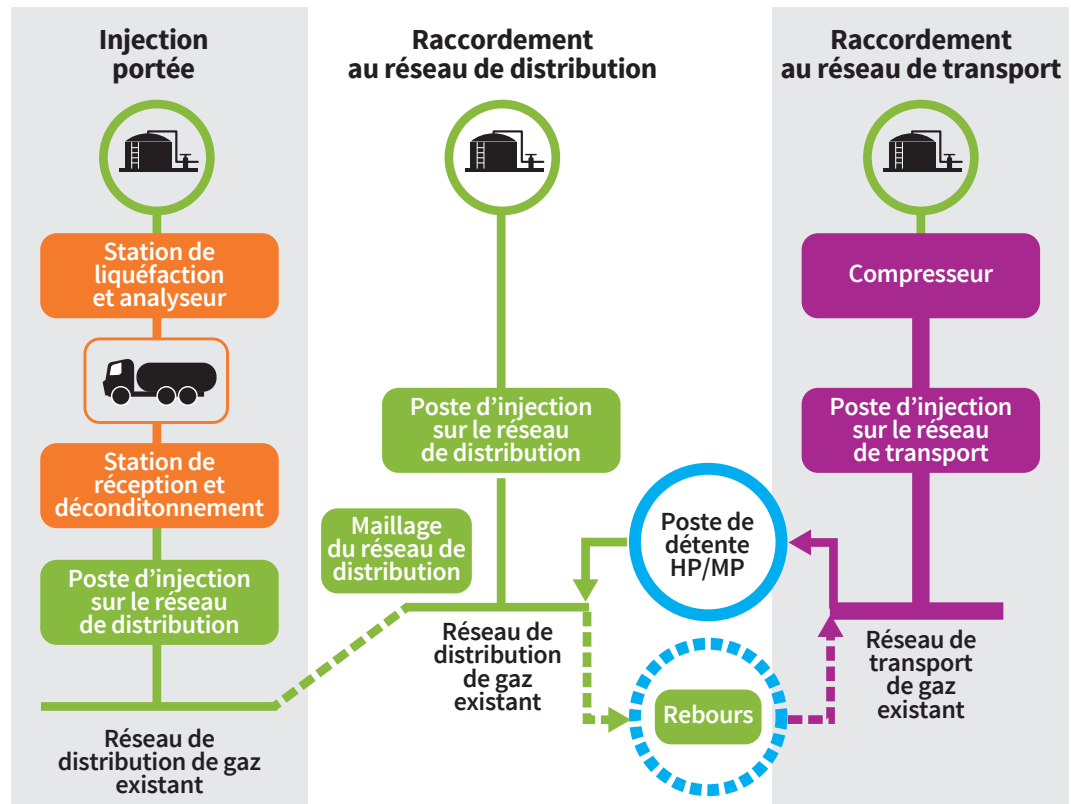 Injection
portée
Station de
liquéfaction
et analyseur
Station de
réception et
déconditonnement
Poste d’injection
sur le réseau
de distribution
Réseau de
distribution de gaz
existant
Raccordement
au réseau de distribution
Poste d’injection
sur le réseau
de distribution
Maillage
du réseau de
distribution
Réseau de
distribution
de gaz
existant
Poste de
détente
HP/MP
Rebours
Raccordement
au réseau de transport
Compresseur
Poste d’injection
sur le réseau
de transport
Réseau de
transport
de gaz
existant